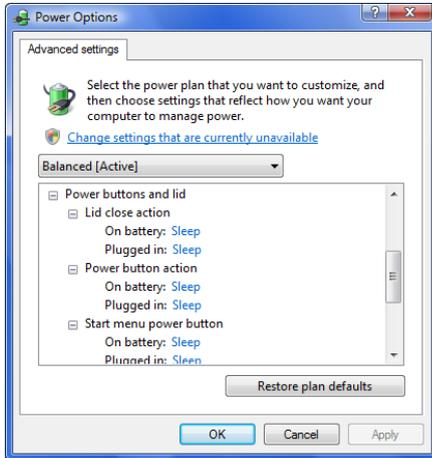 Power Options
Advanced settings
Select the power plan that you want to customize, and
then choose settings that reflect how you want your
computer to manage power.
Change settings that are currently unavailable
Balanced [Active]
Power buttons and lid
Lid close action
On battery: Sleep
Plugged in: Sleep
Power button action
On battery: Sleep
Plugged in: Sleep
Start menu power button
On battery: Sleep
Plugged in: Sleep
Restore plan defaults
OK
Cancel
Apply